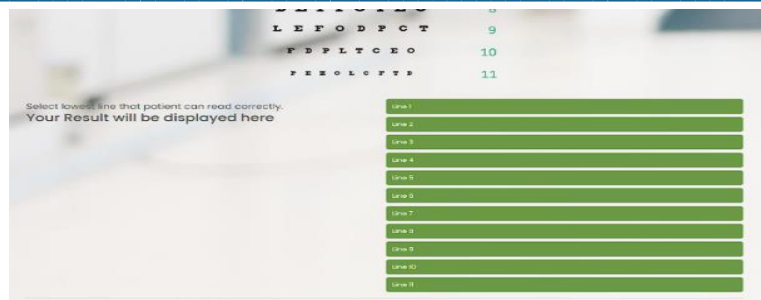 8
L E F O D P C T
9
F D P L T C E O
10
P E Z O L C F T D
11
Select lowest line that patient can read correctly.
Your Result will be displayed here
Line 1
Line 2
Line 3
Line 4
Line 5
Line 6
Line 7
Line 8
Line 9
Line 10
Line 11